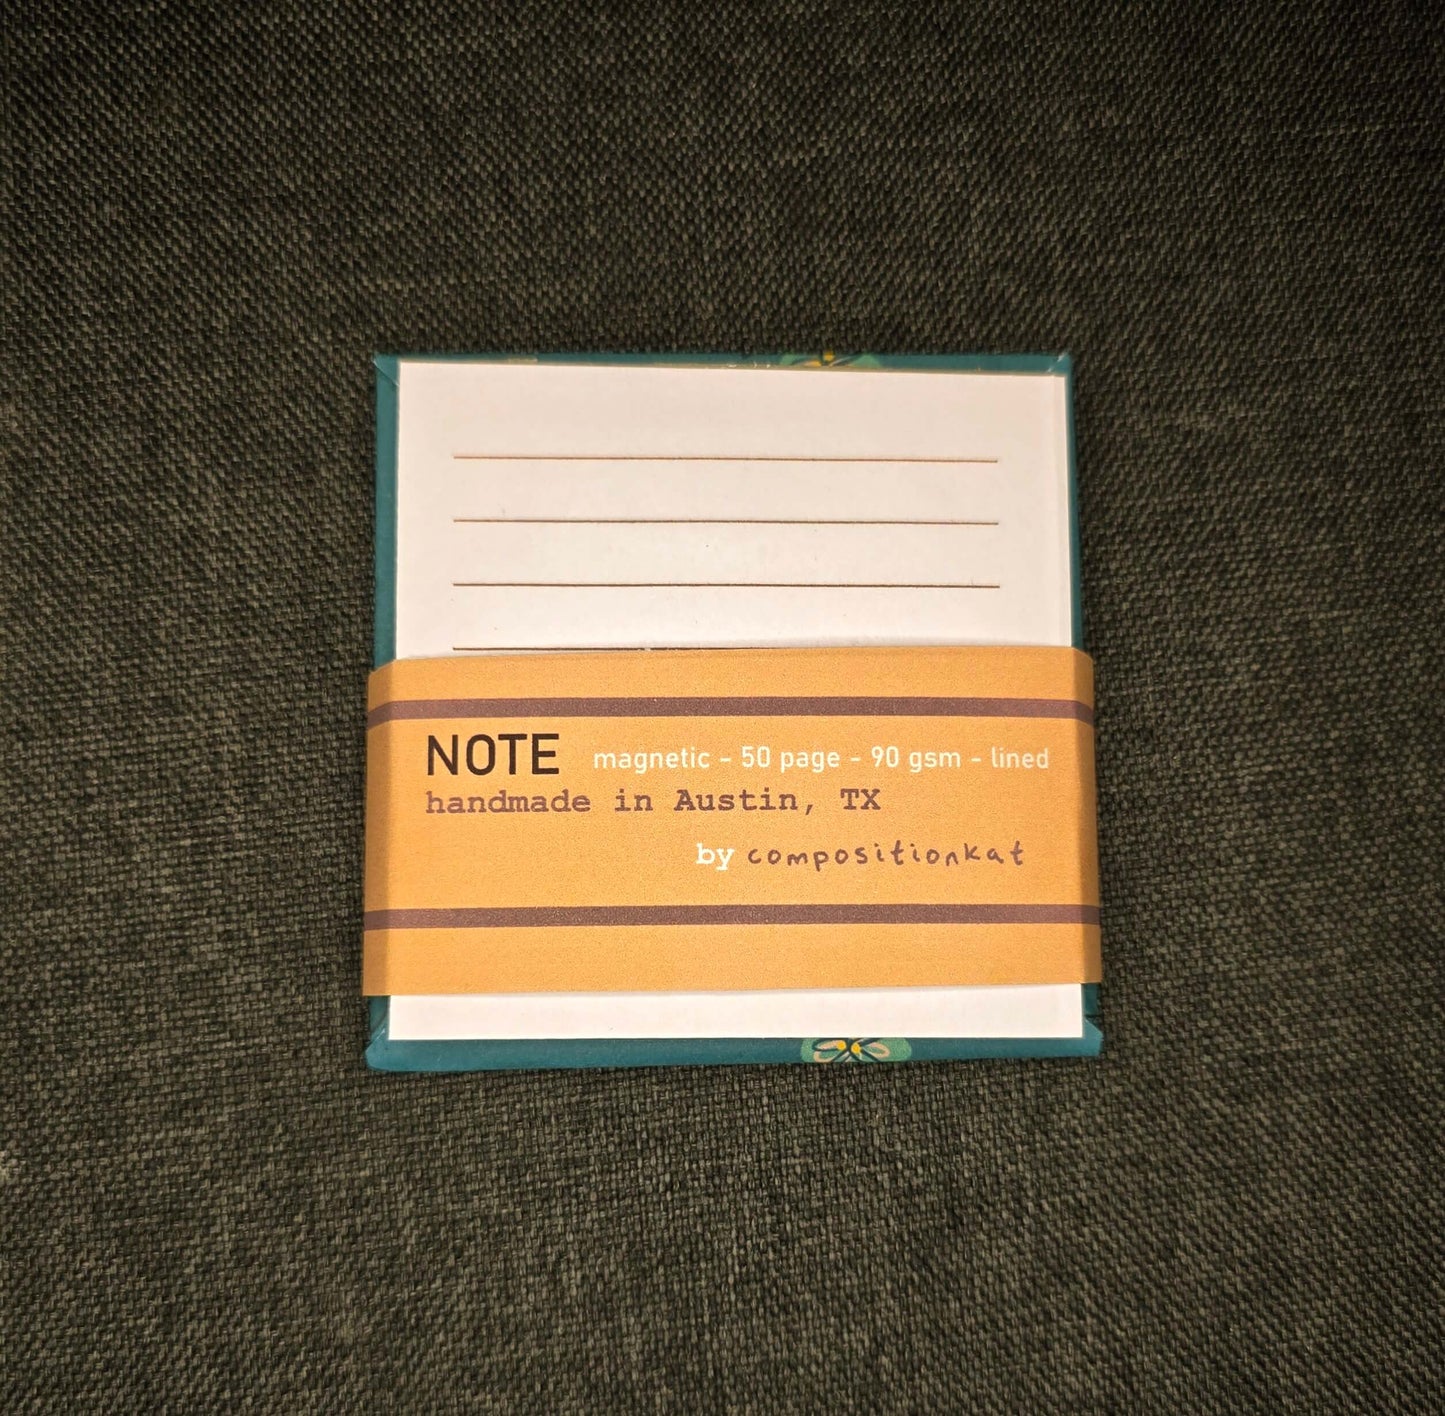 NOTE magnetic - 50 page - 90 gsm - lined
handmade in Austin, TX
by compositionkat